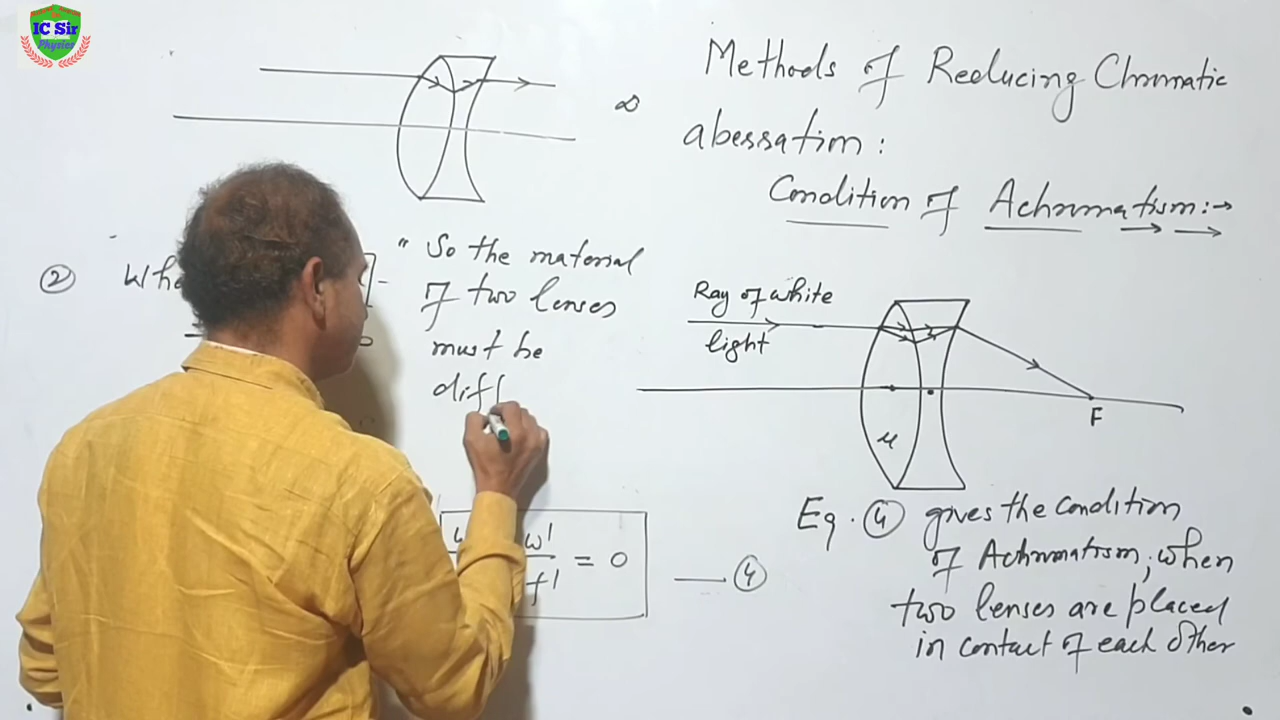 IC Sir
Physics
Methods of Reducing Chromatic
abessation:
Condition of Achromatism:→
∞
②
"So the material
of two lenses
must be
diff
Ray of white
light
F
μ
ω'
f'
= 0
④
Eq. ④ gives the Condition
of Achromatism, when
two lenses are placed
in contact of each other